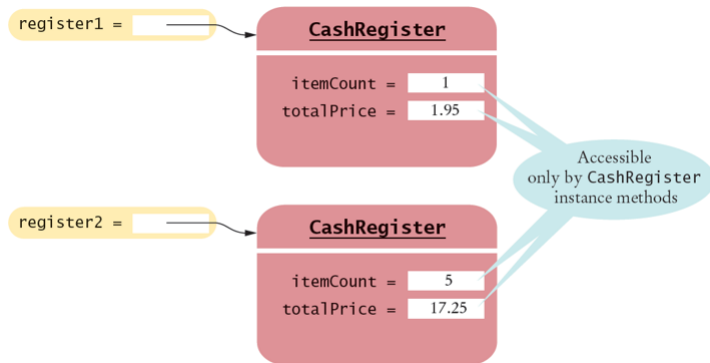 register1 =
CashRegister
itemCount = 1
totalPrice = 1.95
Accessible
only by CashRegister
instance methods
register2 =
CashRegister
itemCount = 5
totalPrice = 17.25